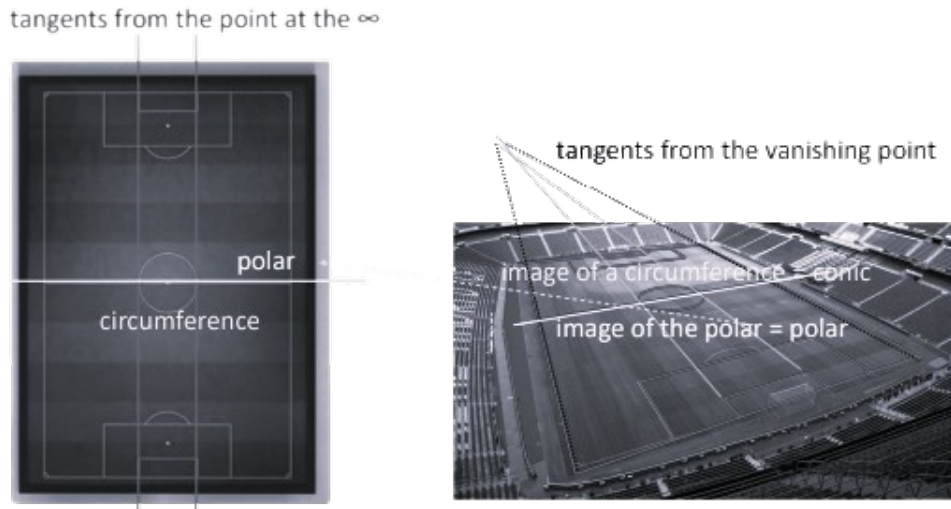 tangents from the point at the ∞
polar
circumference
tangents from the vanishing point
image of a circumference = conic
image of the polar = polar